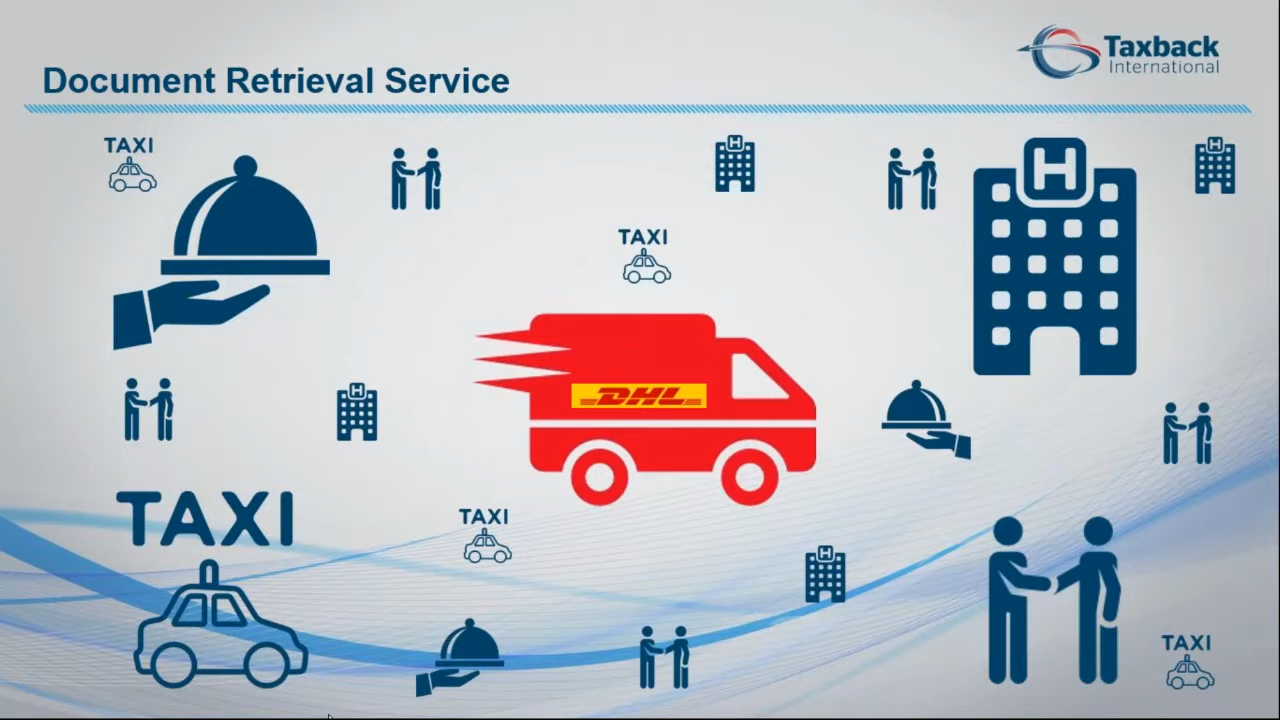 Taxback
International
Document Retrieval Service
TAXI
H
H
H
TAXI
DHL
H
TAXI
TAXI
H
TAXI